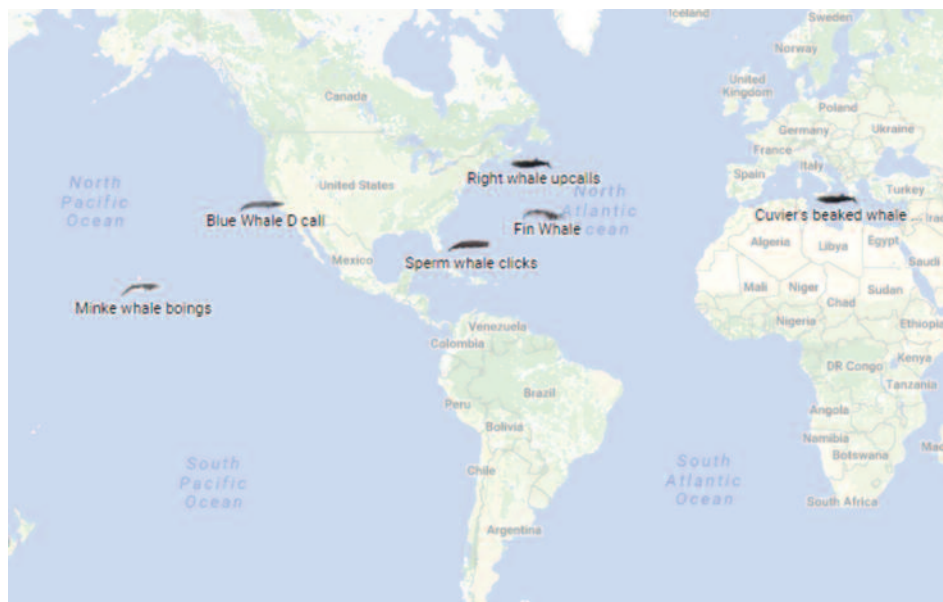 Iceland
Sweden
Norway
Canada
United
Kingdom
Poland
Germany
Ukraine
France
Italy
Spain
Turkey
North
Pacific
Ocean
United States
Right whale upcalls
North
Atlantic
Ocean
Blue Whale D call
Fin Whale
Cuvier's beaked whale ...
Iran
Mexico
Sperm whale clicks
Algeria
Libya
Egypt
Saudi
Minke whale boings
Mali
Niger
Chad
Sudan
Venezuela
Colombia
Nigeria
Ethiopia
Kenya
DR Congo
Tanzania
Peru
Brazil
Bolivia
Angola
Namibia
Botswana
Mad
South
Pacific
Ocean
Chile
South
Atlantic
Ocean
South Africa
Argentina